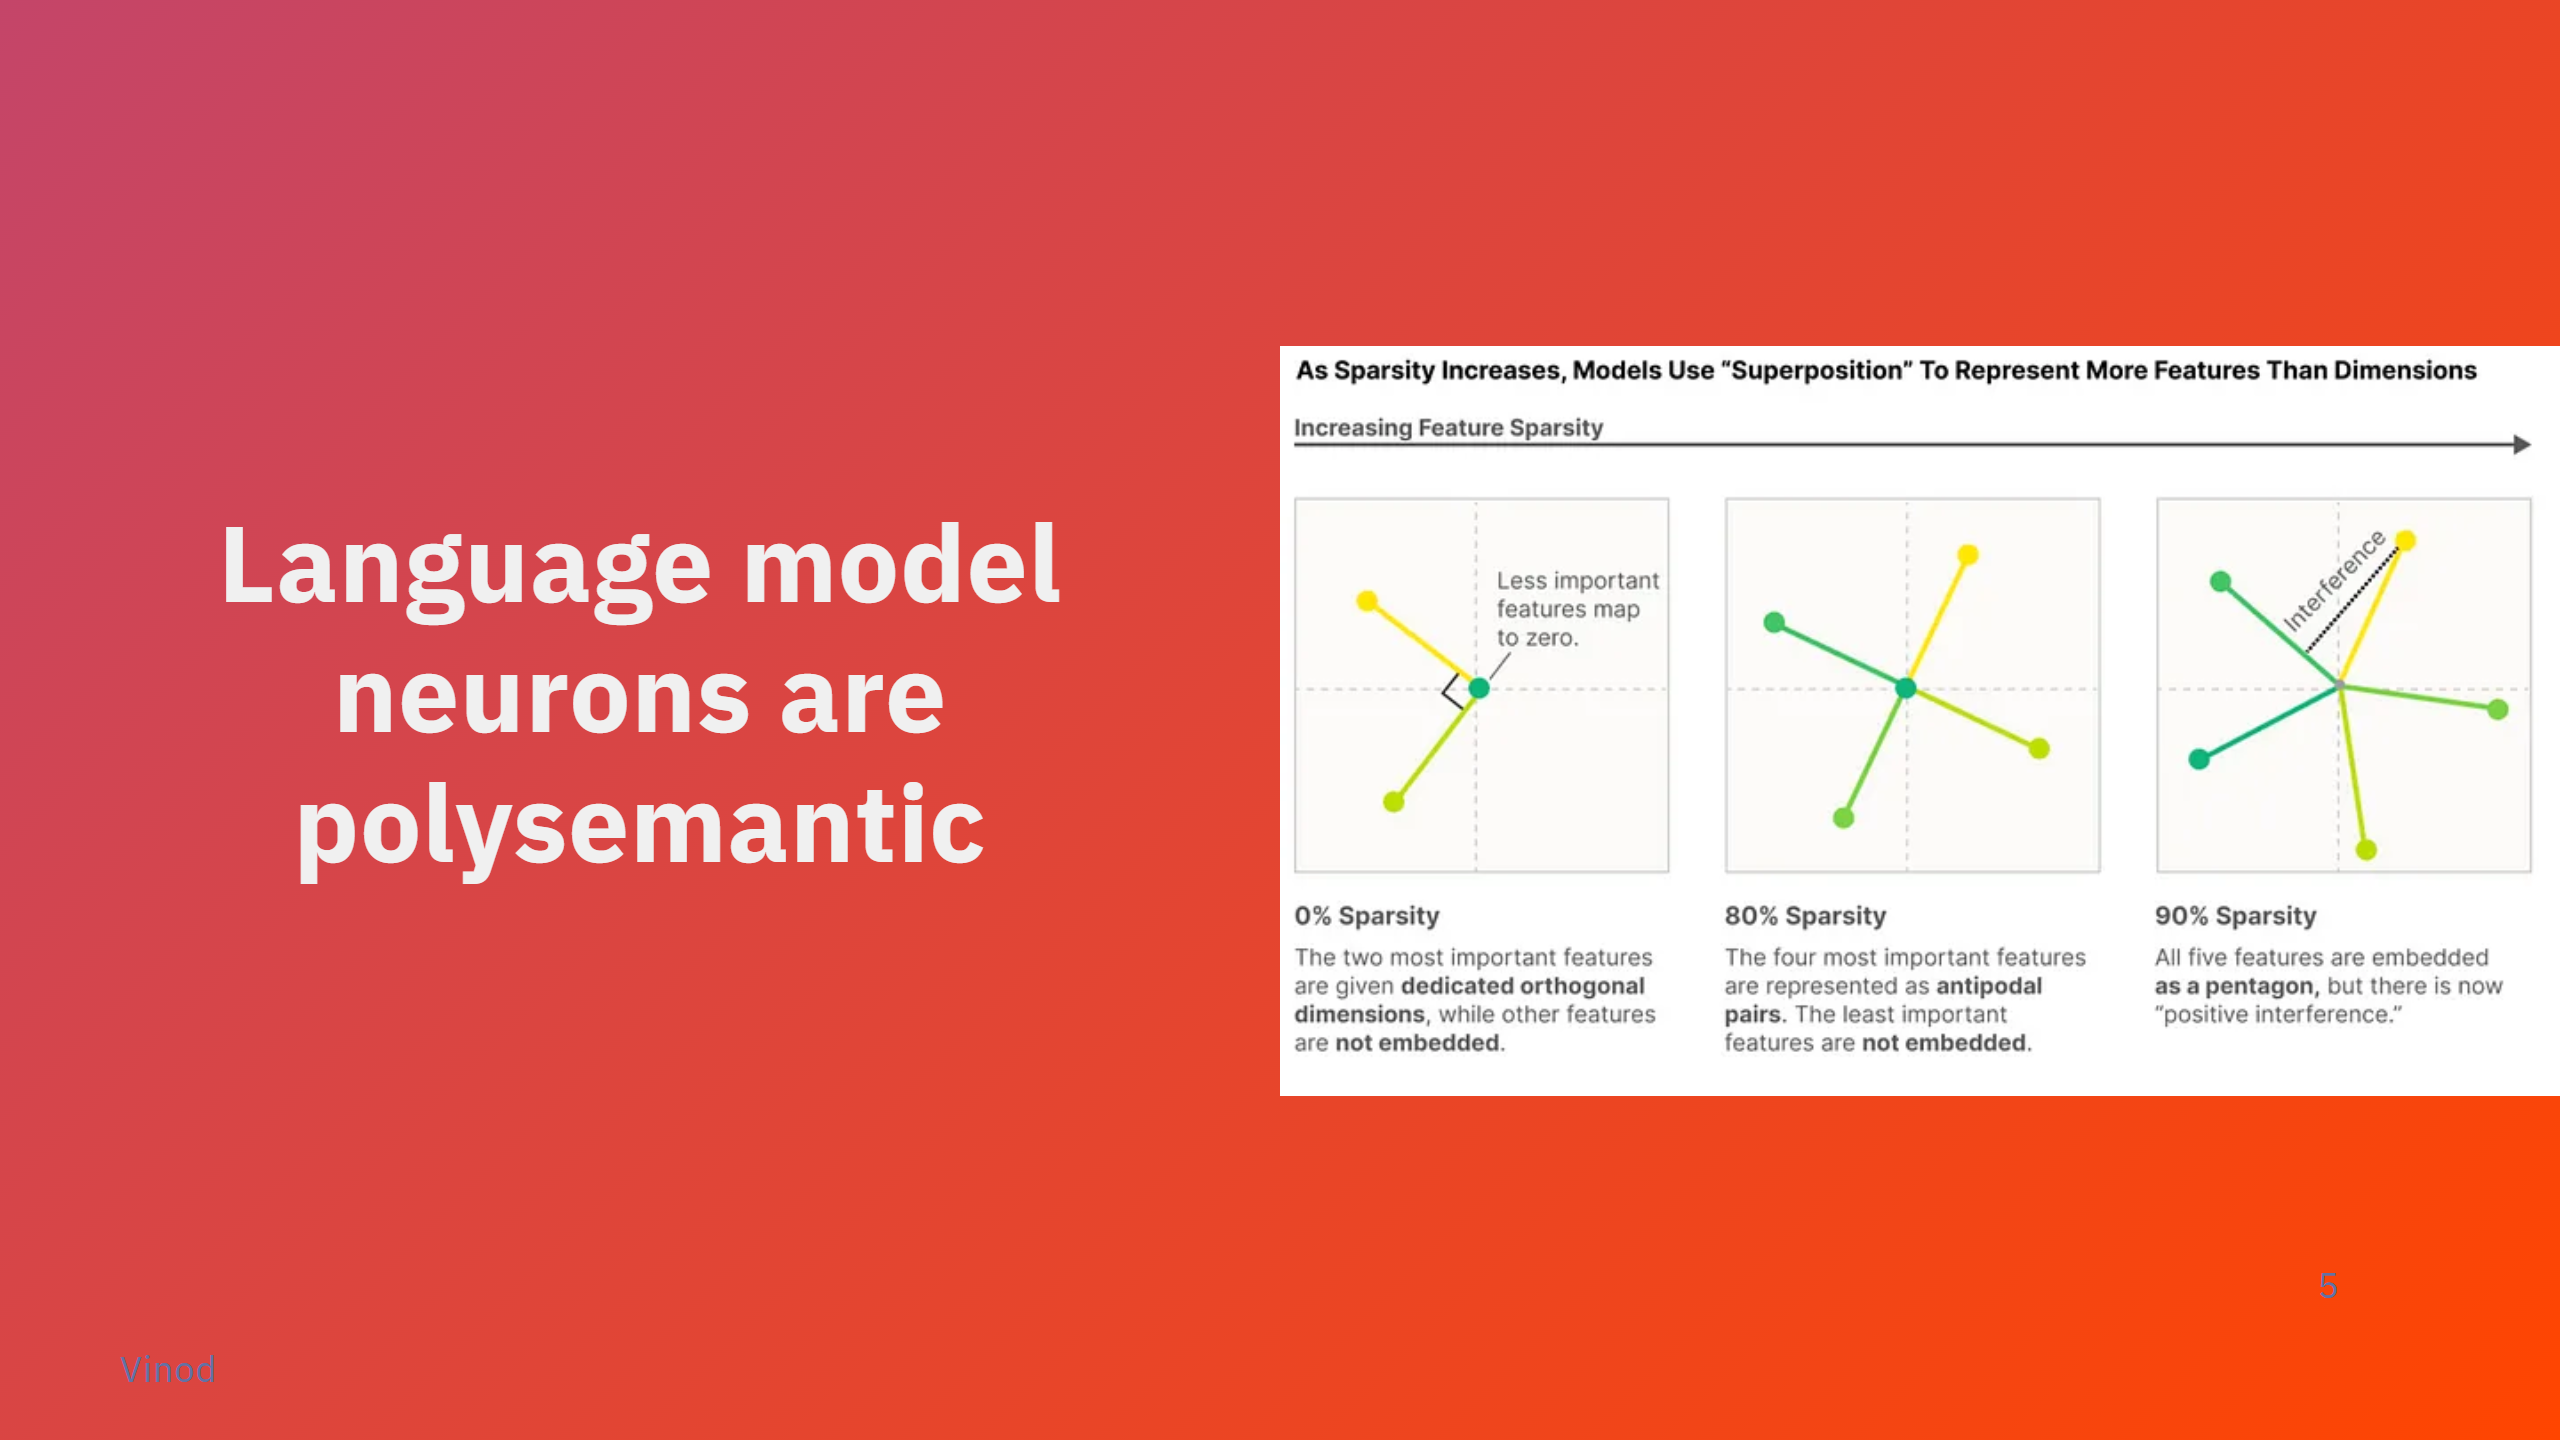 Language model
neurons are
polysemantic
As Sparsity Increases, Models Use “Superposition” To Represent More Features Than Dimensions
Increasing Feature Sparsity
Less important
features map
to zero.
Interference
0% Sparsity
The two most important features
are given dedicated orthogonal
dimensions, while other features
are not embedded.
80% Sparsity
The four most important features
are represented as antipodal
pairs. The least important
features are not embedded.
90% Sparsity
All five features are embedded
as a pentagon, but there is now
“positive interference.”
5
Vinod